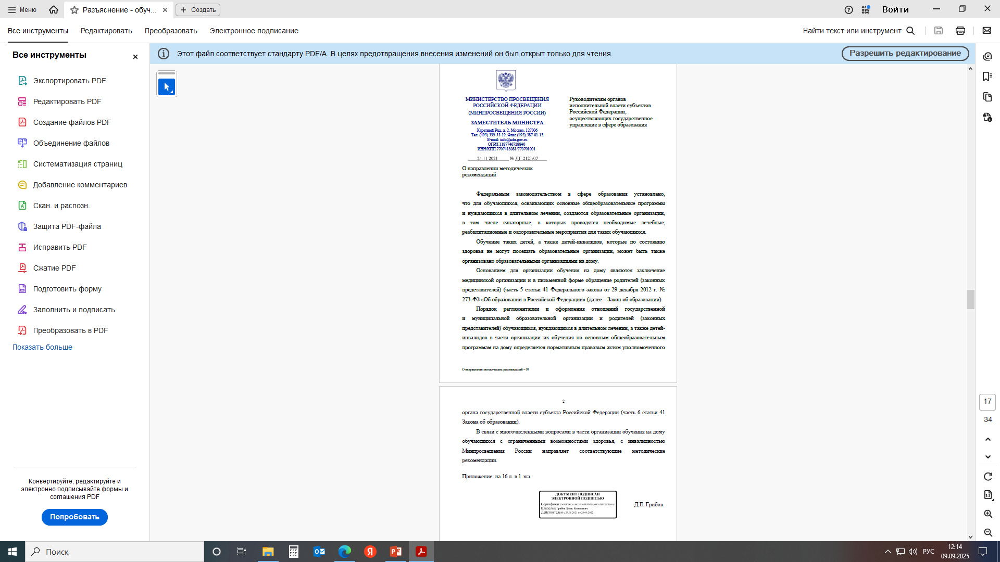 Меню
Разъяснение - обуч...
Создать
Войти
Все инструменты
Редактировать
Преобразовать
Электронное подписание
Найти текст или инструмент
Все инструменты
Экспортировать PDF
Редактировать PDF
Создание файлов PDF
Объединение файлов
Систематизация страниц
Добавление комментариев
Скан. и распозн.
Защита PDF-файла
Исправить PDF
Сжатие PDF
Подготовить форму
Заполнить и подписать
Преобразовать в PDF
Показать больше
Конвертируйте, редактируйте и
электронно подписывайте формы и
соглашения PDF
Попробовать
Этот файл соответствует стандарту PDF/A. В целях предотвращения внесения изменений он был открыт только для чтения.
Разрешить редактирование
МИНИСТЕРСТВО ПРОСВЕЩЕНИЯ
РОССИЙСКОЙ ФЕДЕРАЦИИ
(МИНПРОСВЕЩЕНИЯ РОССИИ)
ЗАМЕСТИТЕЛЬ МИНИСТРА
Каретный Ряд, д. 2, Москва, 127006
Тел. (495) 539-55-19. Факс (495) 587-01-13
E-mail: info@edu.gov.ru
ОГРН 1187746728840
ИНН/КПП 7707418081/770701001
24.11.2021 № ДГ-2121/07
Руководителям органов
исполнительной власти субъектов
Российской Федерации,
осуществляющих государственное
управление в сфере образования
О направлении методических
рекомендаций
Федеральным законодательством в сфере образования установлено,
что для обучающихся, осваивающих основные общеобразовательные программы
и нуждающихся в длительном лечении, создаются образовательные организации,
в том числе санаторные, в которых проводятся необходимые лечебные,
реабилитационные и оздоровительные мероприятия для таких обучающихся.
Обучение таких детей, а также детей-инвалидов, которые по состоянию
здоровья не могут посещать образовательные организации, может быть также
организовано образовательными организациями на дому.
Основанием для организации обучения на дому являются заключение
медицинской организации и в письменной форме обращение родителей (законных
представителей) (часть 5 статьи 41 Федерального закона от 29 декабря 2012 г. №
273-ФЗ «Об образовании в Российской Федерации» (далее – Закон об образовании).
Порядок регламентации и оформления отношений государственной
и муниципальной образовательной организации и родителей (законных
представителей) обучающихся, нуждающихся в длительном лечении, а также детей-
инвалидов в части организации их обучения по основным общеобразовательным
программам на дому определяется нормативным правовым актом уполномоченного
О направлении методических рекомендаций – 07
2
органа государственной власти субъекта Российской Федерации (часть 6 статьи 41
Закона об образовании).
В связи с многочисленными вопросами в части организации обучения на дому
обучающихся с ограниченными возможностями здоровья, с инвалидностью
Минпросвещения России направляет соответствующие методические
рекомендации.
Приложение: на 16 л. в 1 экз.
ДОКУМЕНТ ПОДПИСАН
ЭЛЕКТРОННОЙ ПОДПИСЬЮ
Сертификат
Владелец Грибов Денис Евгеньевич
Действителен с 23.06.2021 по 23.09.2022
Д.Е. Грибов
17
34
1:1
Поиск
РУС
12:14
09.09.2025